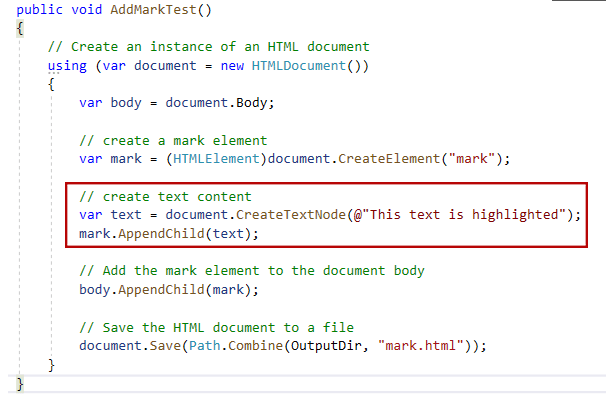 public void AddMarkTest()
{
// Create an instance of an HTML document
using (var document = new HTMLDocument())
{
var body = document.Body;
// create a mark element
var mark = (HTMLElement)document.CreateElement("mark");
// create text content
var text = document.CreateTextNode(@"This text is highlighted");
mark.AppendChild(text);
// Add the mark element to the document body
body.AppendChild(mark);
// Save the HTML document to a file
document.Save(Path.Combine(OutputDir, "mark.html"));
}
}